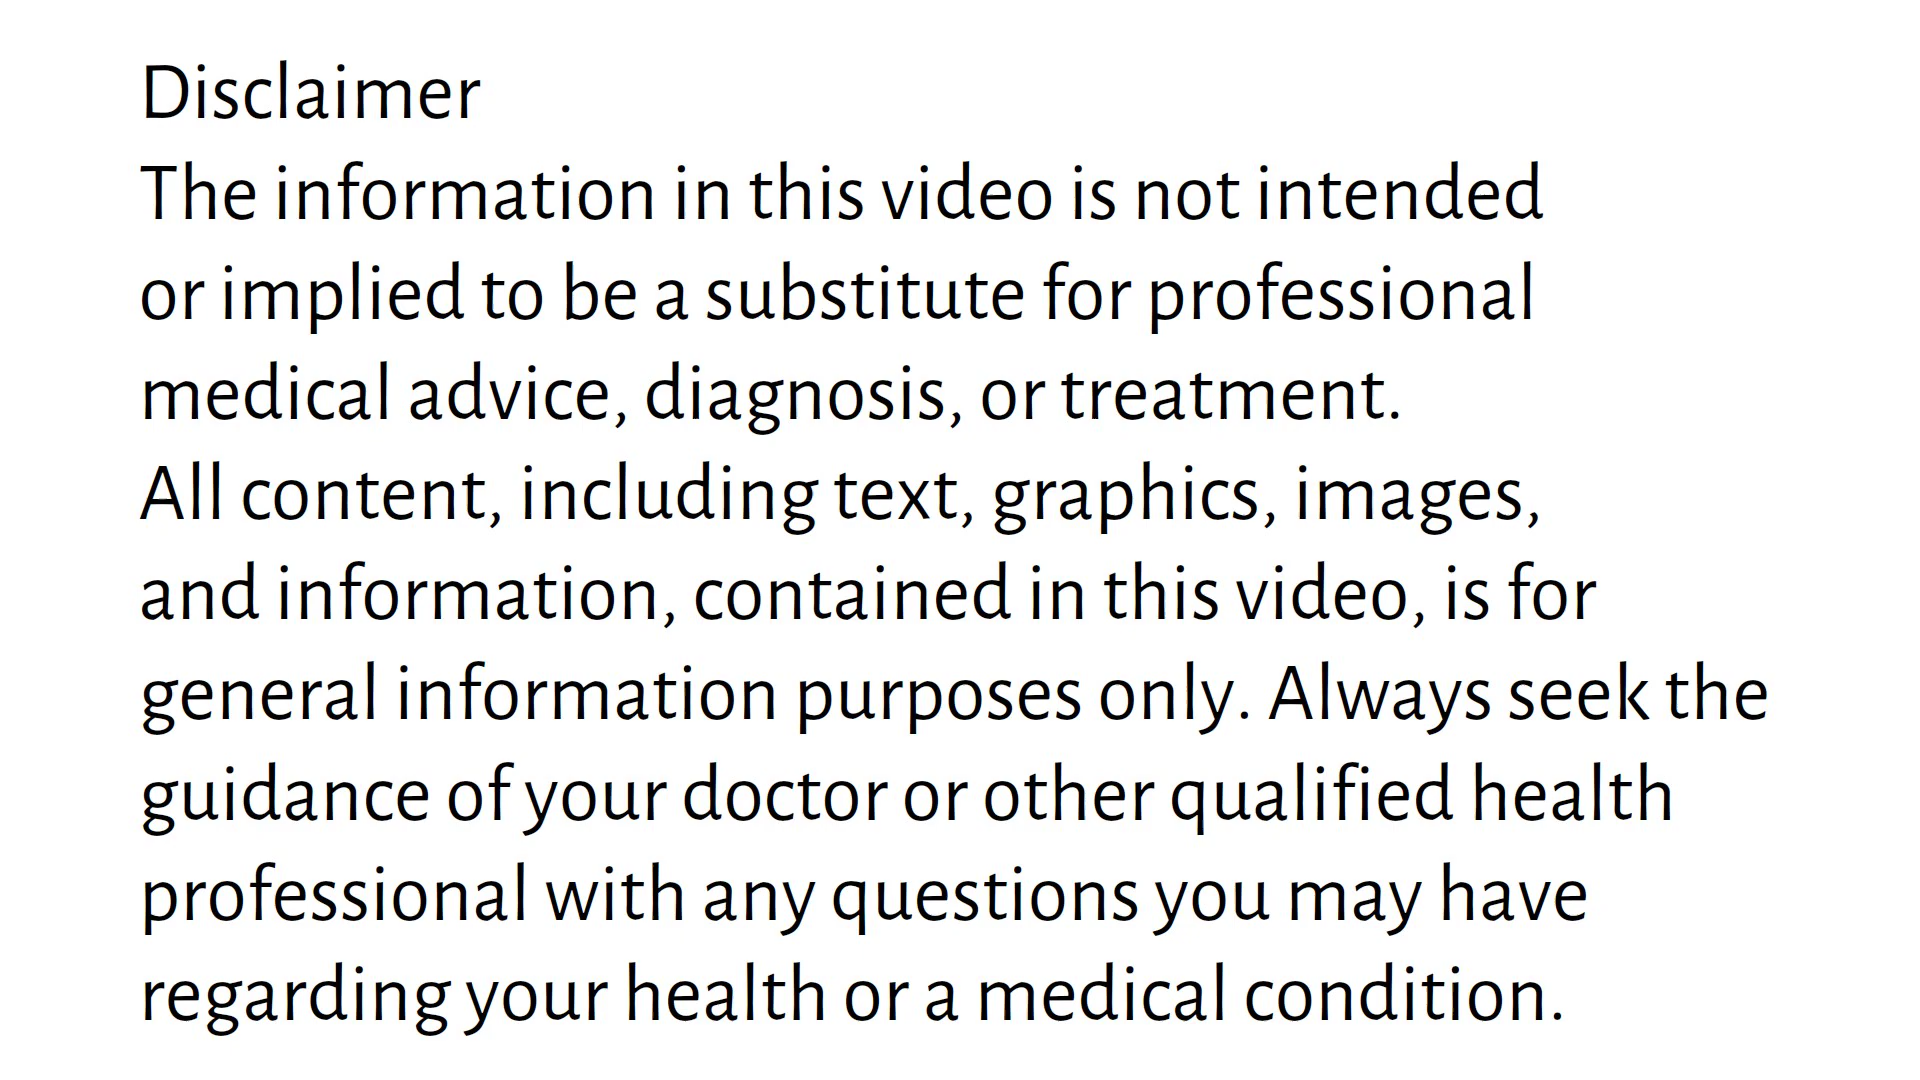 Disclaimer
The information in this video is not intended
or implied to be a substitute for professional
medical advice, diagnosis, or treatment.
All content, including text, graphics, images,
and information, contained in this video, is for
general information purposes only. Always seek the
guidance of your doctor or other qualified health
professional with any questions you may have
regarding your health or a medical condition.